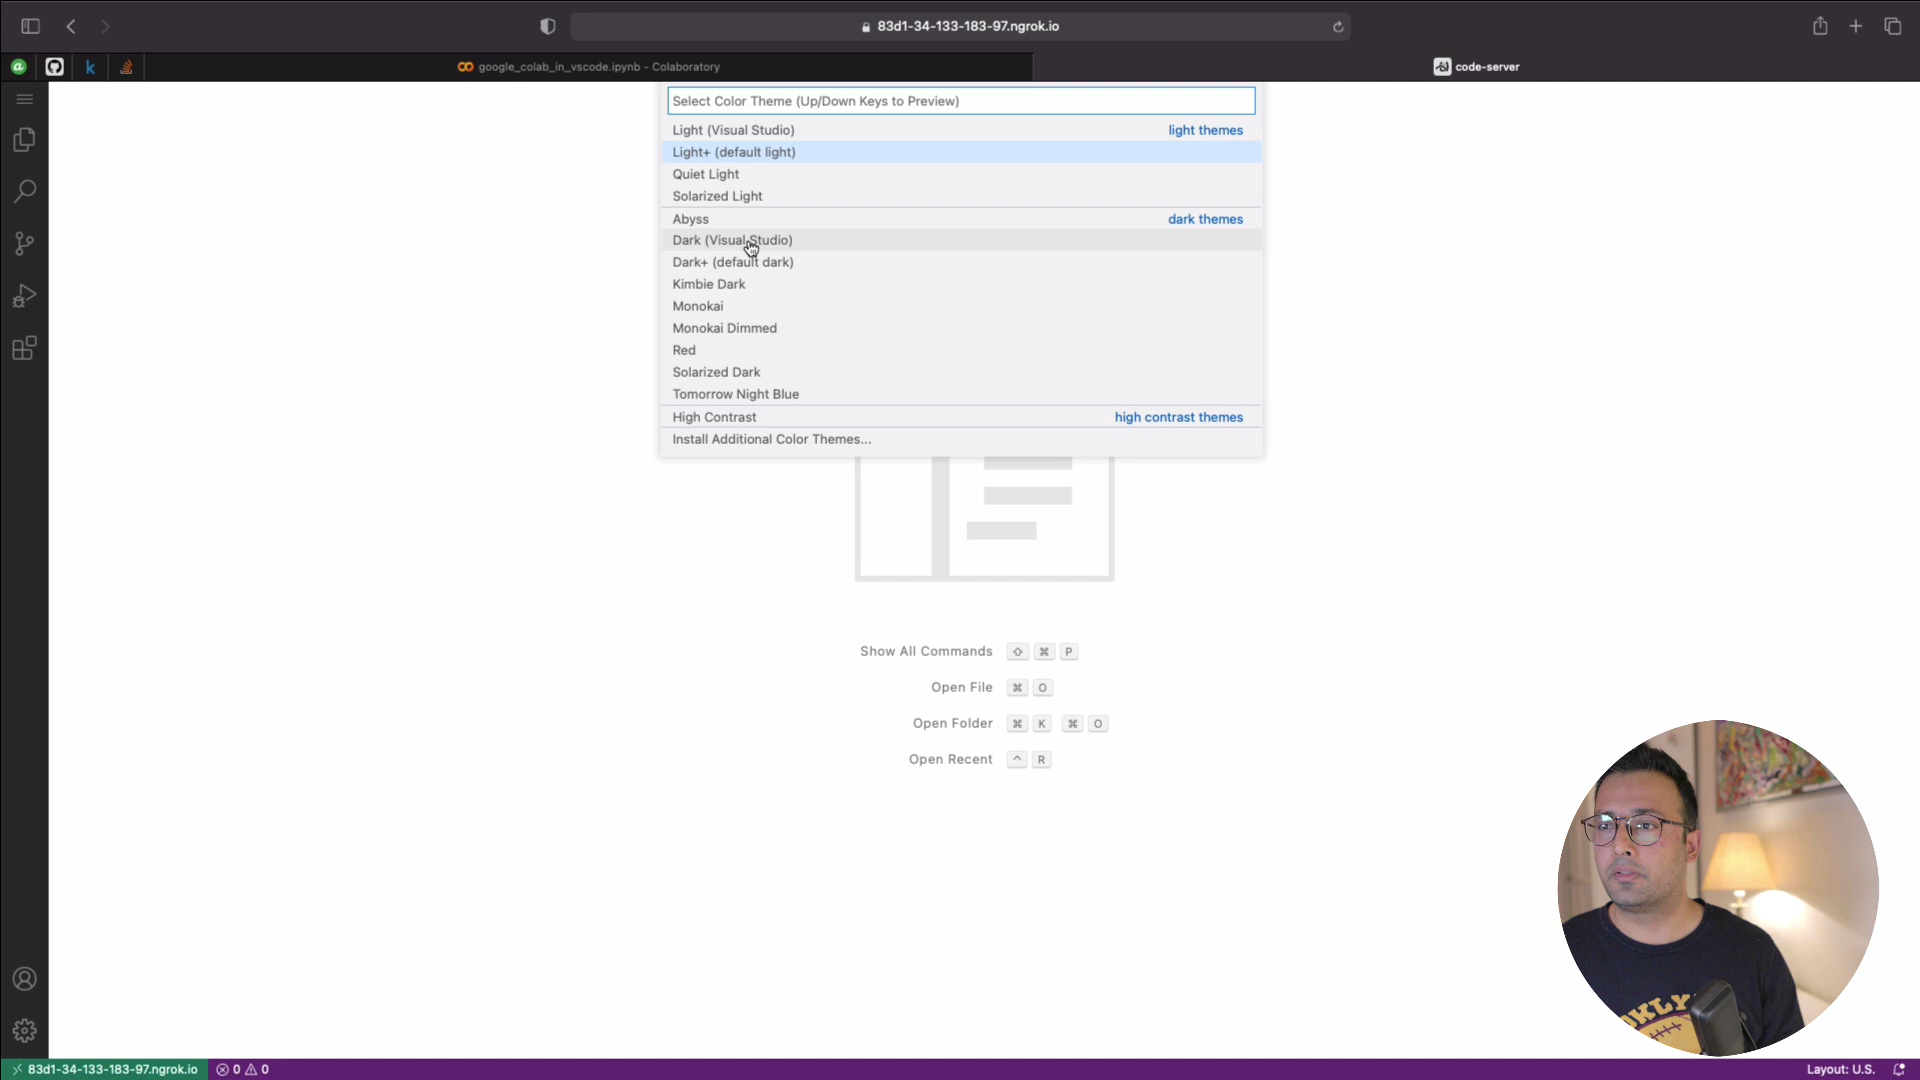 83d1-34-133-183-97.ngrok.io
a
k
google_colab_in_vscode.ipynb - Colaboratory
code-server
Select Color Theme (Up/Down Keys to Preview)
Light (Visual Studio) light themes
Light+ (default light)
Quiet Light
Solarized Light
Abyss dark themes
Dark (Visual Studio)
Dark+ (default dark)
Kimbie Dark
Monokai
Monokai Dimmed
Red
Solarized Dark
Tomorrow Night Blue
High Contrast high contrast themes
Install Additional Color Themes...
Show All Commands ⇧ ⌘ P
Open File ⌘ O
Open Folder ⌘ K ⌘ O
Open Recent ^ R
83d1-34-133-183-97.ngrok.io 0 0
Layout: U.S.